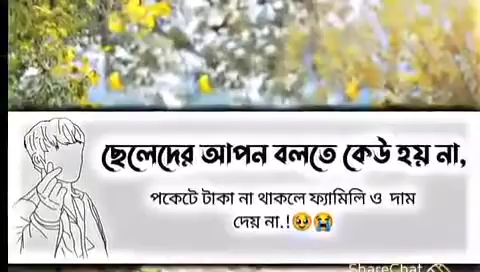 ছেলেদের আপন বলতে কেউ হয় না,
পকেটে টাকা না থাকলে ফ্যামিলি ও দাম
দেয় না.!🥹😭
ShareChat